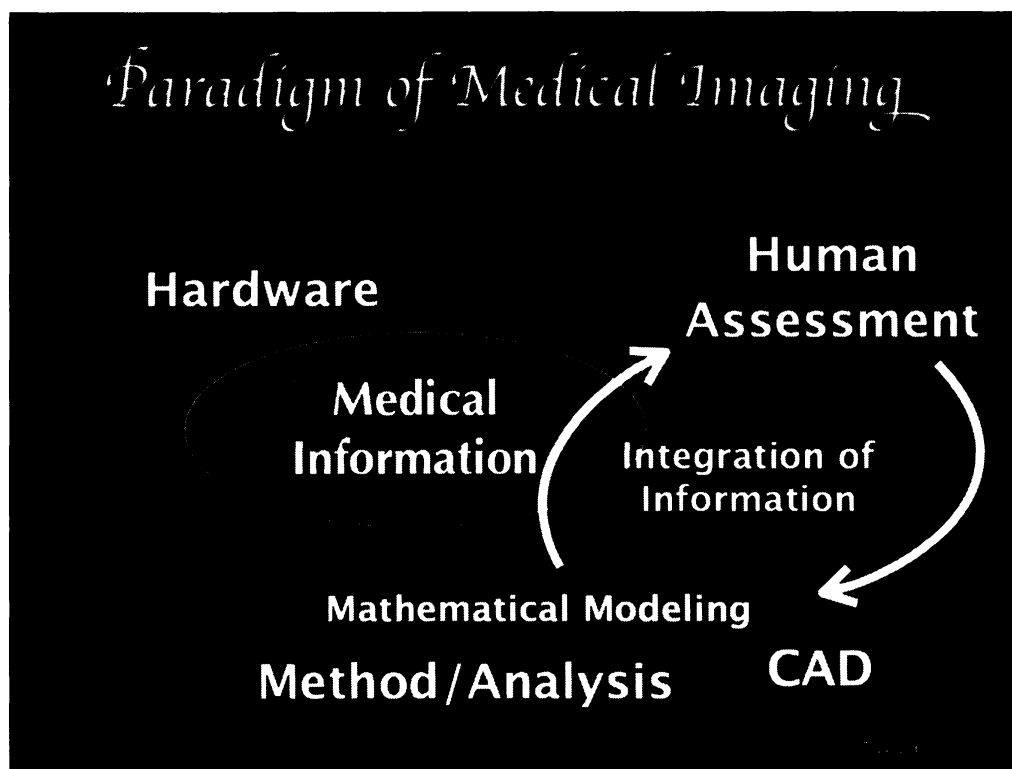 Paradigm of Medical Imaging
Hardware
Human
Assessment
Medical
Information
Integration of
Information
Mathematical Modeling
Method/Analysis
CAD